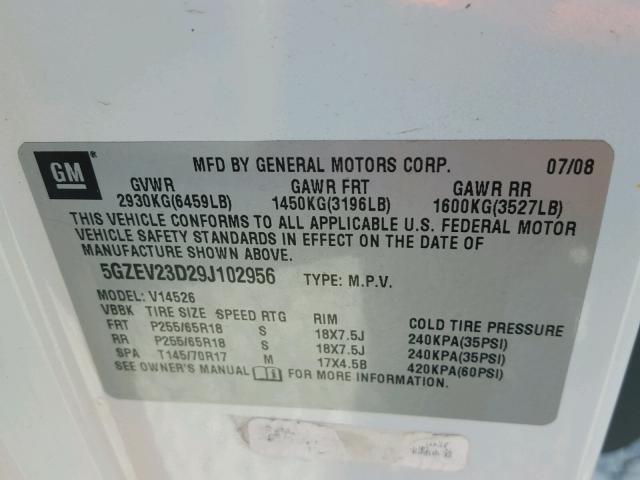 GM
MFD BY GENERAL MOTORS CORP. 07/08
GVWR GAWR FRT GAWR RR
2930KG(6459LB) 1450KG(3196LB) 1600KG(3527LB)
THIS VEHICLE CONFORMS TO ALL APPLICABLE U.S. FEDERAL MOTOR
VEHICLE SAFETY STANDARDS IN EFFECT ON THE DATE OF
MANUFACTURE SHOWN ABOVE.
5GZEV23D29J102956 TYPE: M.P.V.
MODEL: V14526
VBBK TIRE SIZE SPEED RTG RIM COLD TIRE PRESSURE
FRT P255/65R18 S 18X7.5J 240KPA(35PSI)
RR P255/65R18 S 18X7.5J 240KPA(35PSI)
SPA T145/70R17 M 17X4.5B 420KPA(60PSI)
SEE OWNER'S MANUAL FOR MORE INFORMATION.